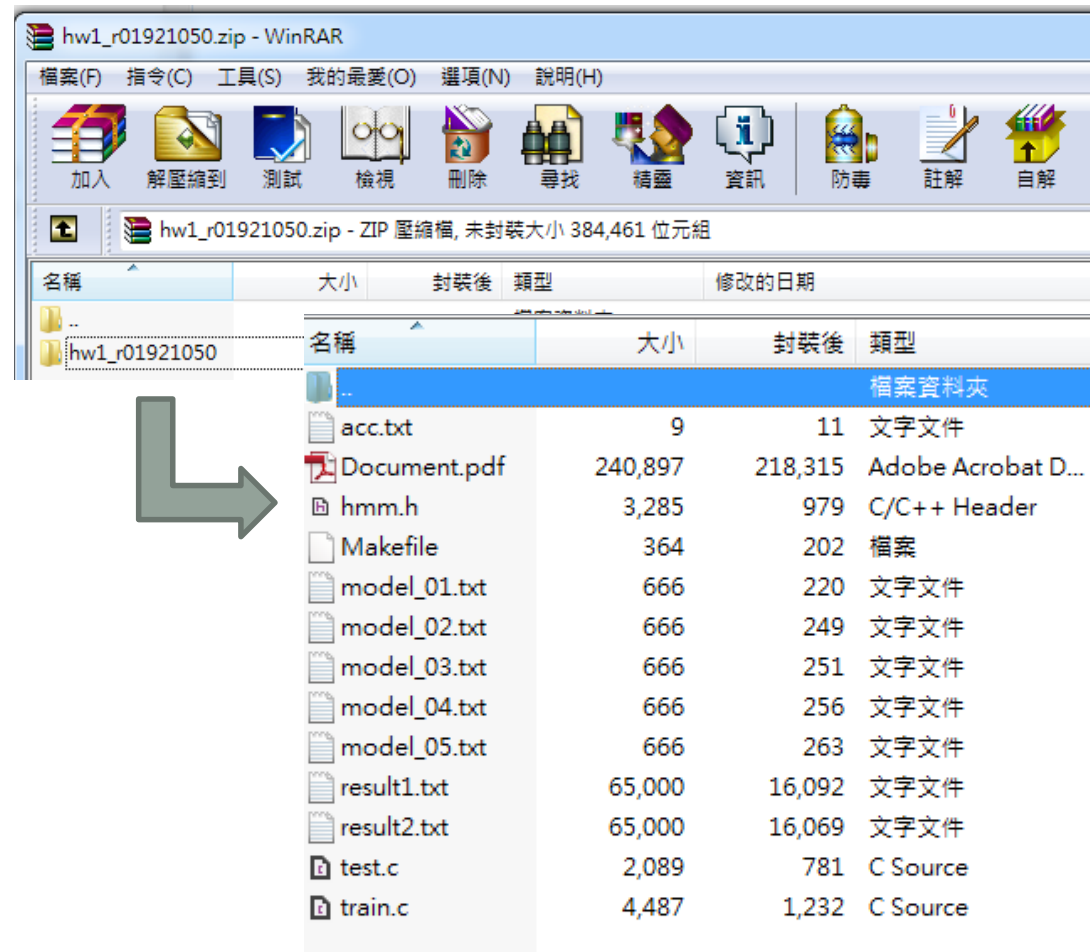 hw1_r01921050.zip - WinRAR
檔案(F) 指令(C) 工具(S) 我的最愛(O) 選項(N) 說明(H)
加入 解壓縮到 測試 檢視 刪除 尋找 精靈 資訊 防毒 註解 自解
hw1_r01921050.zip - ZIP 壓縮檔, 未封裝大小 384,461 位元組
名稱 大小 封裝後 類型 修改的日期
..
hw1_r01921050
名稱 大小 封裝後 類型
.. 檔案資料夾
acc.txt 9 11 文字文件
Document.pdf 240,897 218,315 Adobe Acrobat D...
hmm.h 3,285 979 C/C++ Header
Makefile 364 202 檔案
model_01.txt 666 220 文字文件
model_02.txt 666 249 文字文件
model_03.txt 666 251 文字文件
model_04.txt 666 256 文字文件
model_05.txt 666 263 文字文件
result1.txt 65,000 16,092 文字文件
result2.txt 65,000 16,069 文字文件
test.c 2,089 781 C Source
train.c 4,487 1,232 C Source